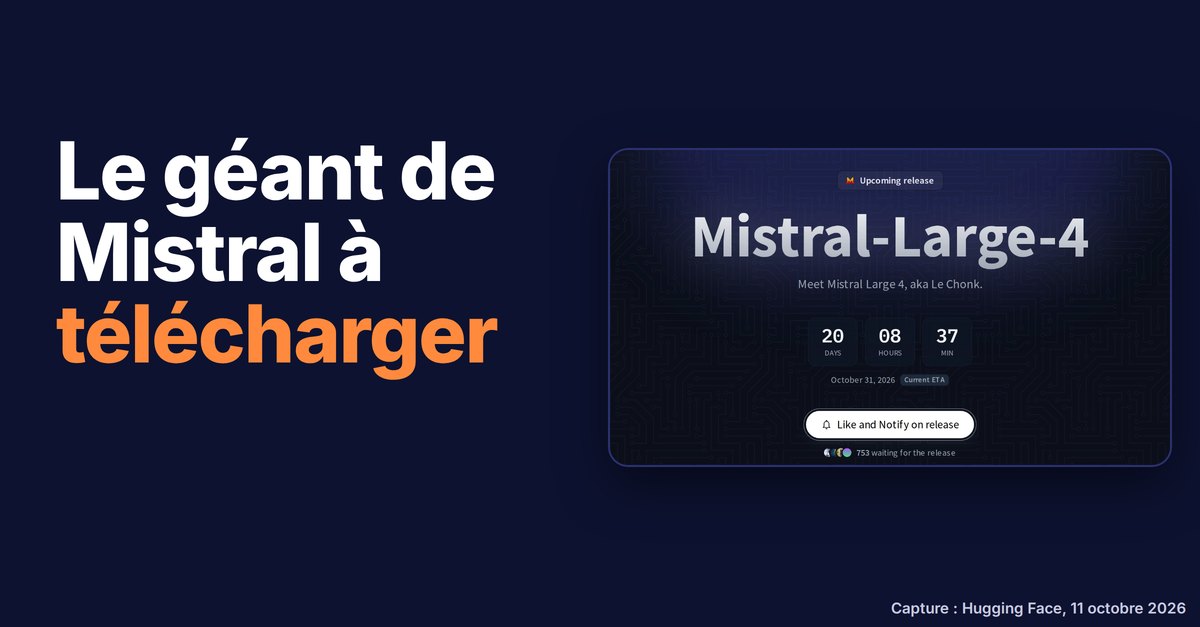 Le géant de
Mistral à
télécharger
Upcoming release
Mistral-Large-4
Meet Mistral Large 4, aka Le Chonk.
20 08 37
DAYS HOURS MIN
October 31, 2026 Current ETA
Like and Notify on release
753 waiting for the release
Capture : Hugging Face, 11 octobre 2026